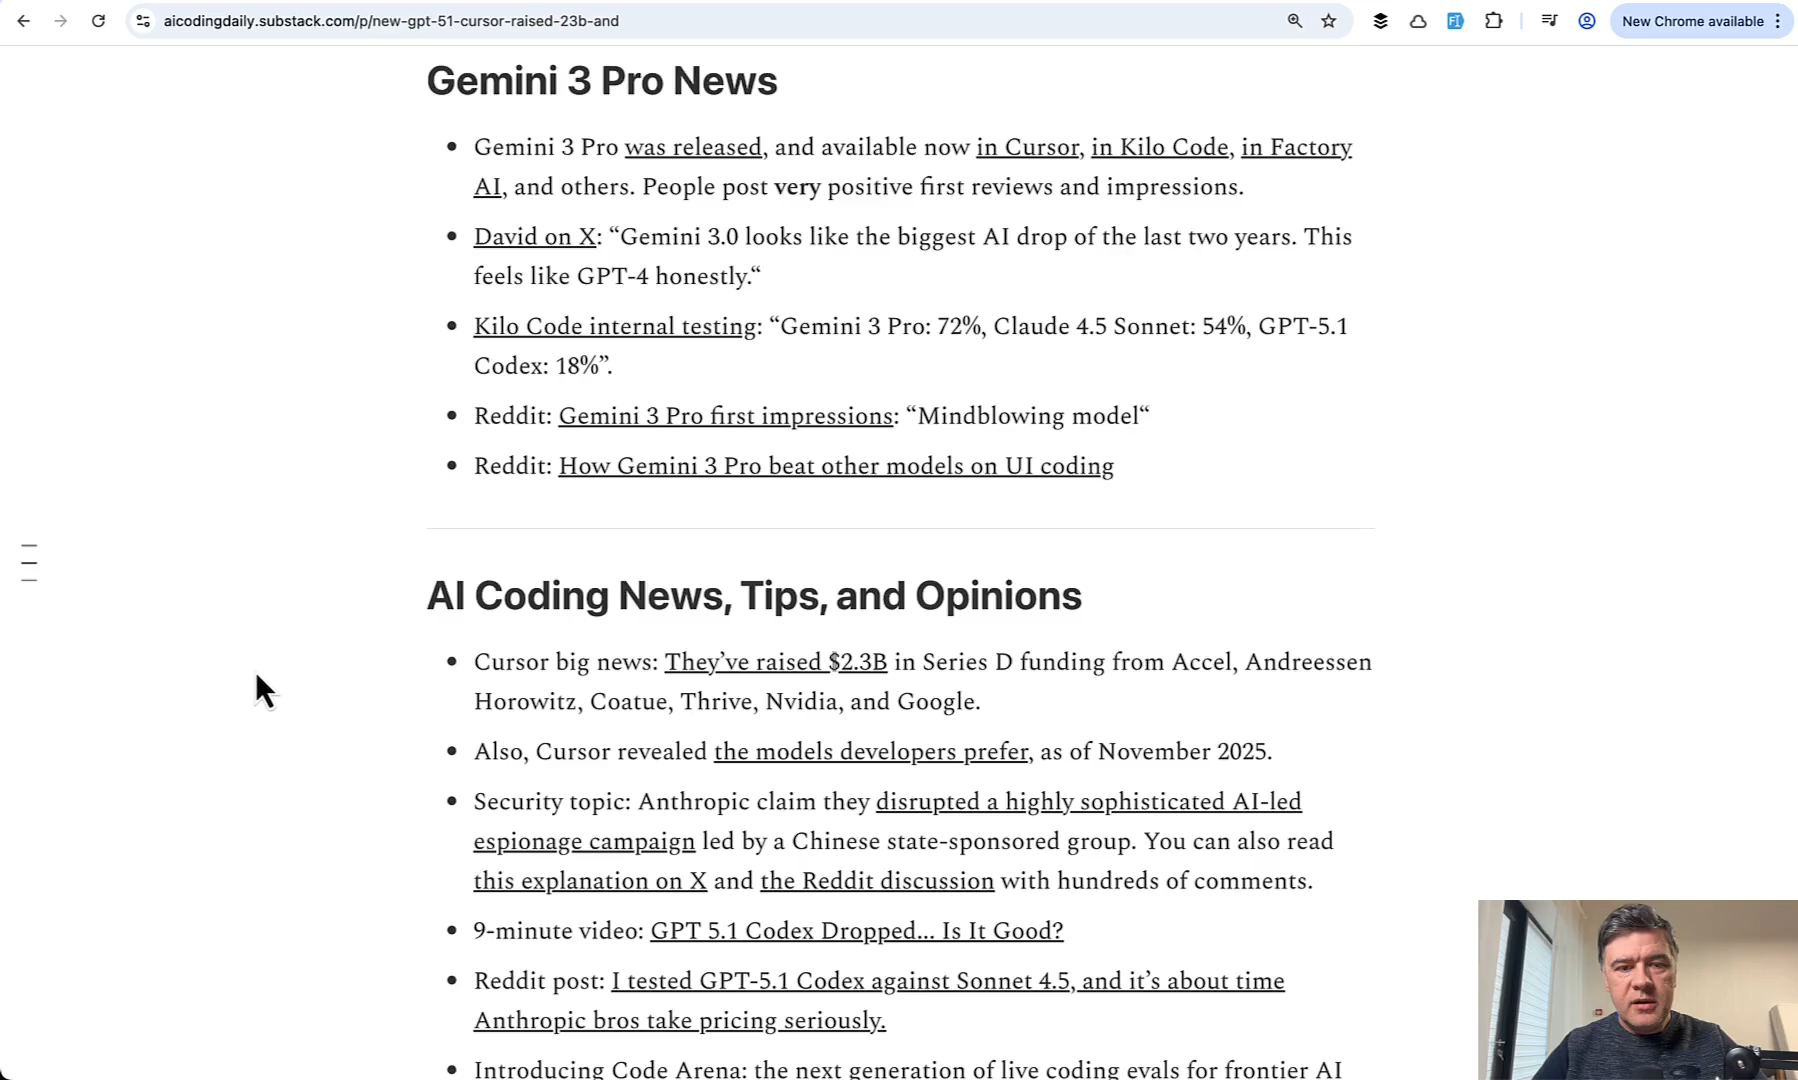 aicodingdaily.substack.com/p/new-gpt-51-cursor-raised-23b-and
New Chrome available
Gemini 3 Pro News
• Gemini 3 Pro was released, and available now in Cursor, in Kilo Code, in Factory
AI, and others. People post very positive first reviews and impressions.
• David on X: “Gemini 3.0 looks like the biggest AI drop of the last two years. This
feels like GPT-4 honestly.“
• Kilo Code internal testing: “Gemini 3 Pro: 72%, Claude 4.5 Sonnet: 54%, GPT-5.1
Codex: 18%”.
• Reddit: Gemini 3 Pro first impressions: “Mindblowing model“
• Reddit: How Gemini 3 Pro beat other models on UI coding
AI Coding News, Tips, and Opinions
• Cursor big news: They’ve raised $2.3B in Series D funding from Accel, Andreessen
Horowitz, Coatue, Thrive, Nvidia, and Google.
• Also, Cursor revealed the models developers prefer, as of November 2025.
• Security topic: Anthropic claim they disrupted a highly sophisticated AI-led
espionage campaign led by a Chinese state-sponsored group. You can also read
this explanation on X and the Reddit discussion with hundreds of comments.
• 9-minute video: GPT 5.1 Codex Dropped... Is It Good?
• Reddit post: I tested GPT-5.1 Codex against Sonnet 4.5, and it’s about time
Anthropic bros take pricing seriously.
• Introducing Code Arena: the next generation of live coding evals for frontier AI